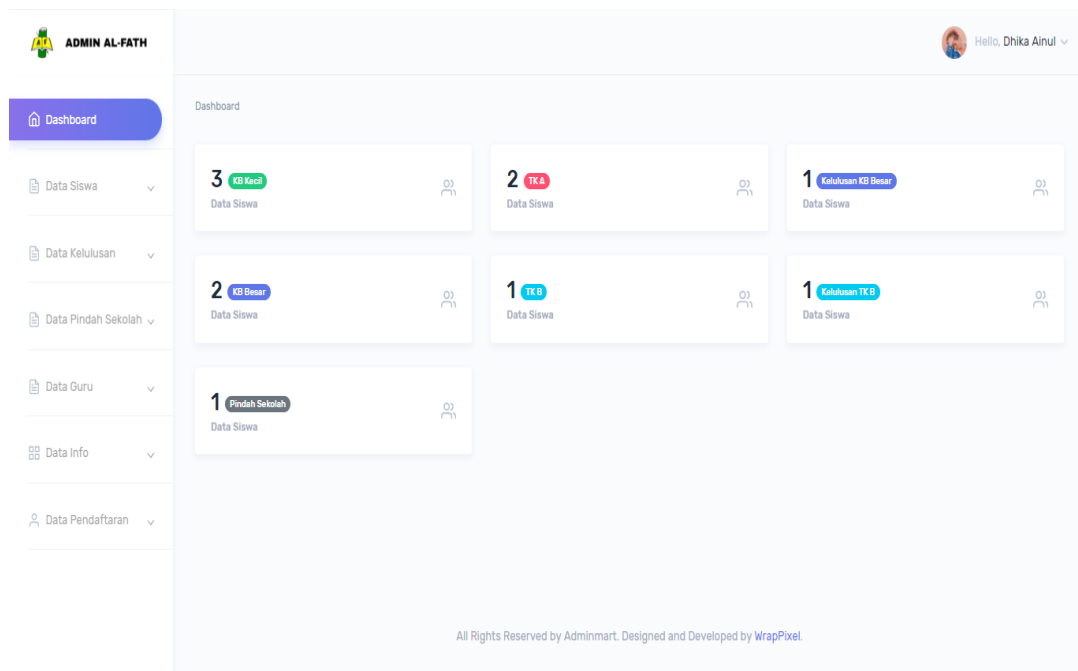 ADMIN AL-FATH
Hello, Dhika Ainul
Dashboard
Data Siswa
Data Kelulusan
Data Pindah Sekolah
Data Guru
Data Info
Data Pendaftaran
Dashboard
3 KB Kecil
Data Siswa
2 TK A
Data Siswa
1 Kelulusan KB Besar
Data Siswa
2 KB Besar
Data Siswa
1 TK B
Data Siswa
1 Kelulusan TK B
Data Siswa
1 Pindah Sekolah
Data Siswa
All Rights Reserved by Adminmart. Designed and Developed by WrapPixel.